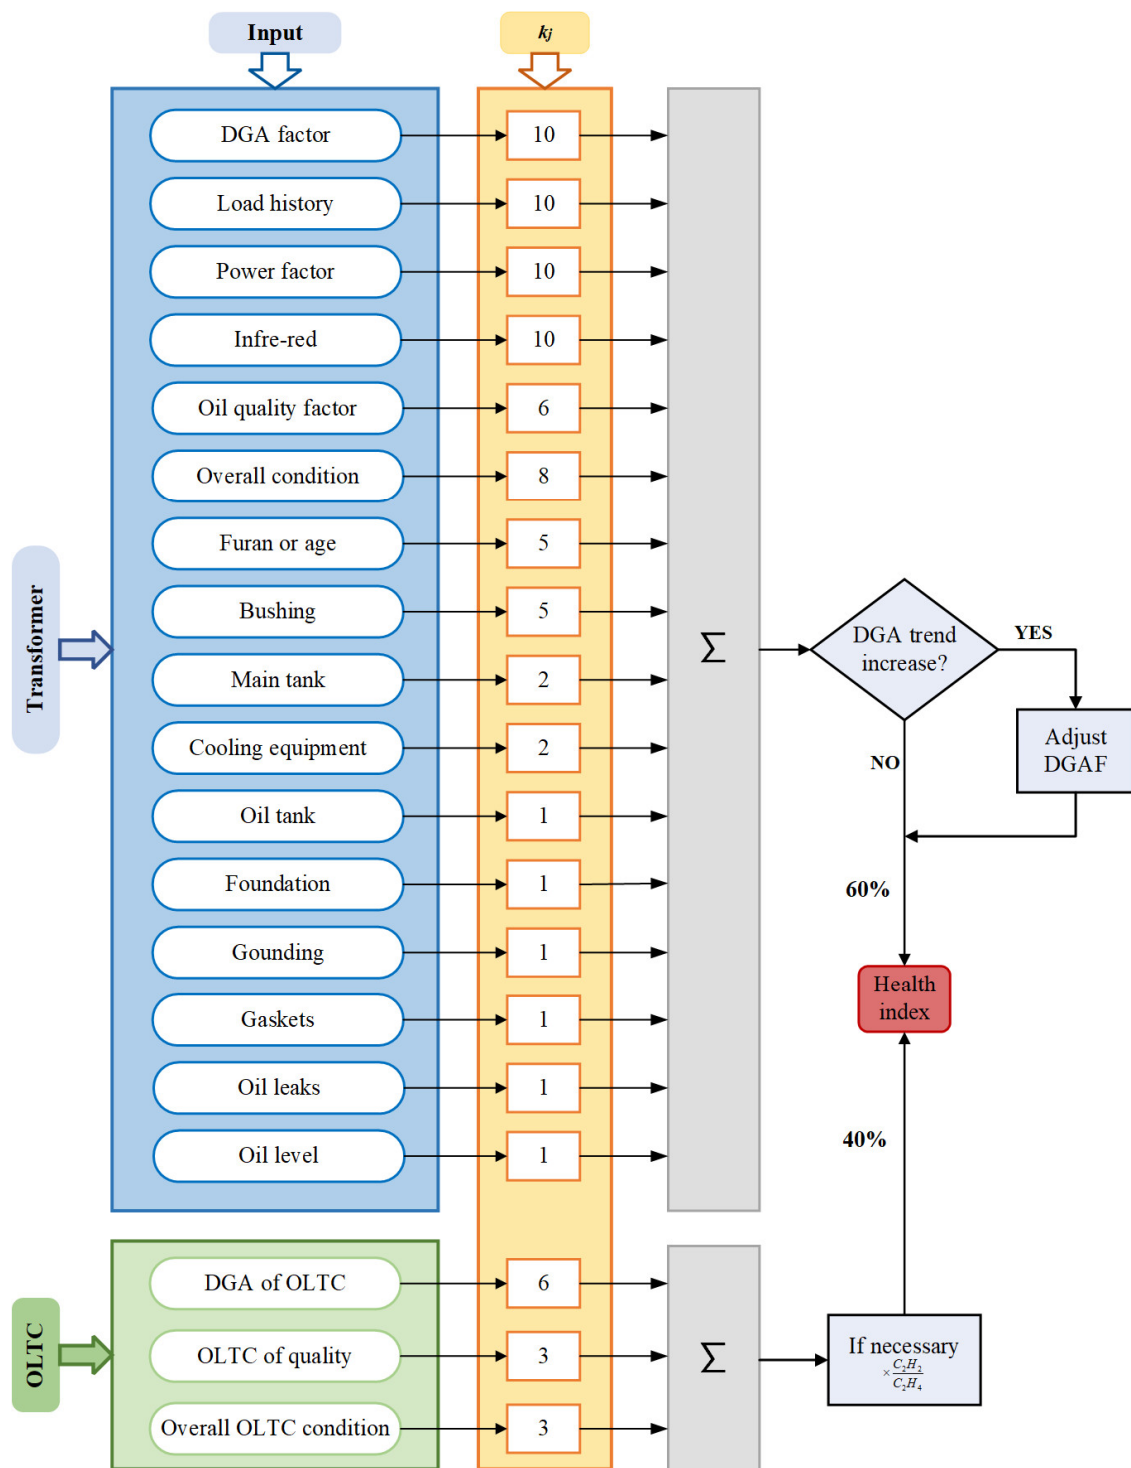 Input
kj
DGA factor
10
Load history
10
Power factor
10
Infre-red
10
Oil quality factor
6
Overall condition
8
Furan or age
5
Bushing
5
Main tank
2
Cooling equipment
2
Oil tank
1
Foundation
1
Gounding
1
Gaskets
1
Oil leaks
1
Oil level
1
Transformer
Σ
DGA trend
increase?
YES
NO
Adjust
DGAF
60%
Health
index
40%
OLTC
DGA of OLTC
6
OLTC of quality
3
Overall OLTC condition
3
Σ
If necessary
× C₂H₂
C₂H₄